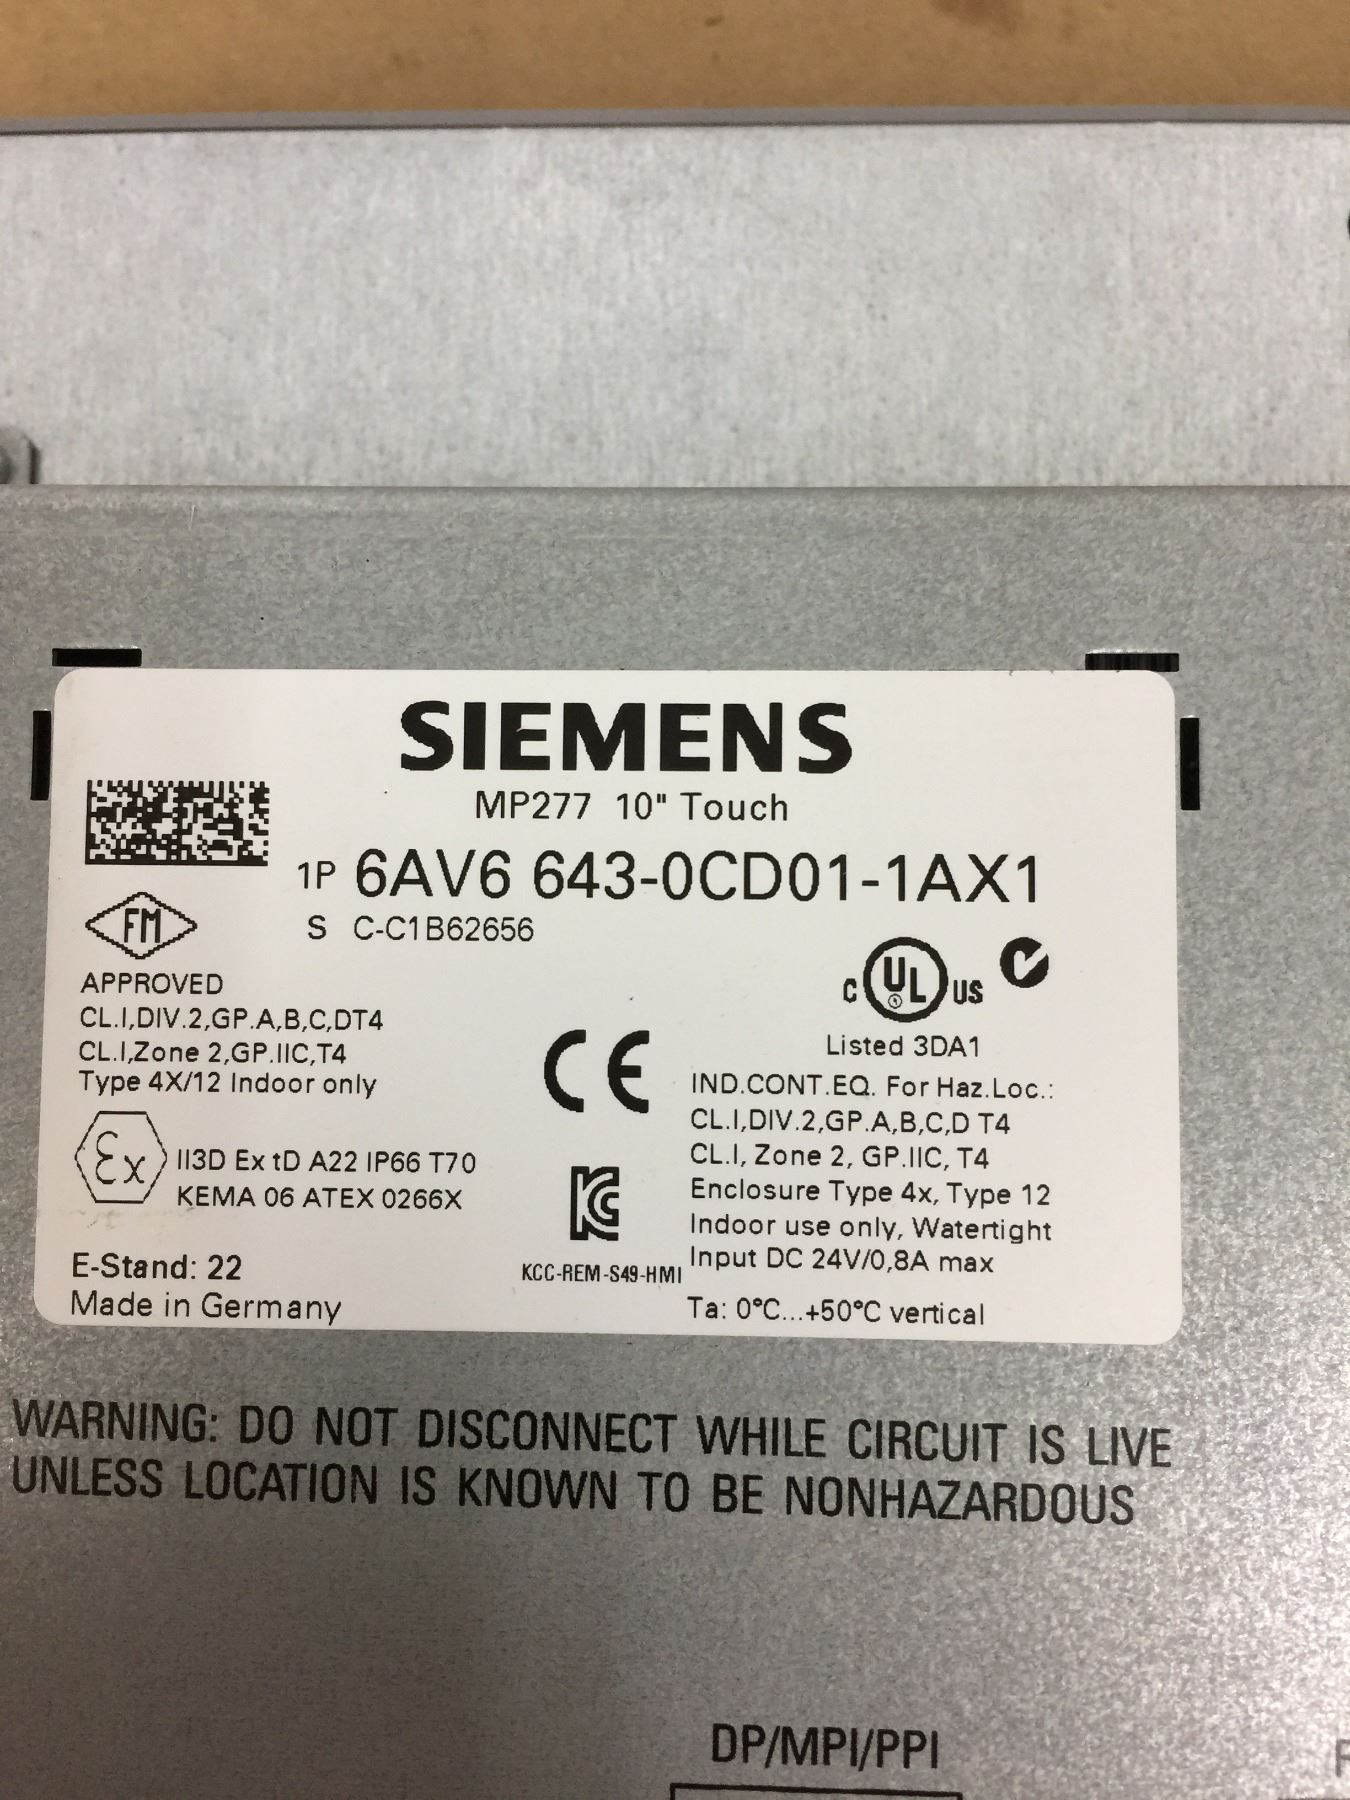 SIEMENS
MP277 10" Touch
1P 6AV6 643-0CD01-1AX1
S C-C1B62656
FM
APPROVED
CL.I,DIV.2,GP.A,B,C,DT4
CL.I,Zone 2,GP.IIC,T4
Type 4X/12 Indoor only
Ex II3D Ex tD A22 IP66 T70
KEMA 06 ATEX 0266X
E-Stand: 22
Made in Germany
CE
KCC-REM-S49-HMI
C UL US
Listed 3DA1
IND.CONT.EQ. For Haz.Loc.:
CL.I,DIV.2,GP.A,B,C,D T4
CL.I, Zone 2, GP.IIC, T4
Enclosure Type 4x, Type 12
Indoor use only, Watertight
Input DC 24V/0,8A max
Ta: 0°C...+50°C vertical
WARNING: DO NOT DISCONNECT WHILE CIRCUIT IS LIVE
UNLESS LOCATION IS KNOWN TO BE NONHAZARDOUS
DP/MPI/PPI